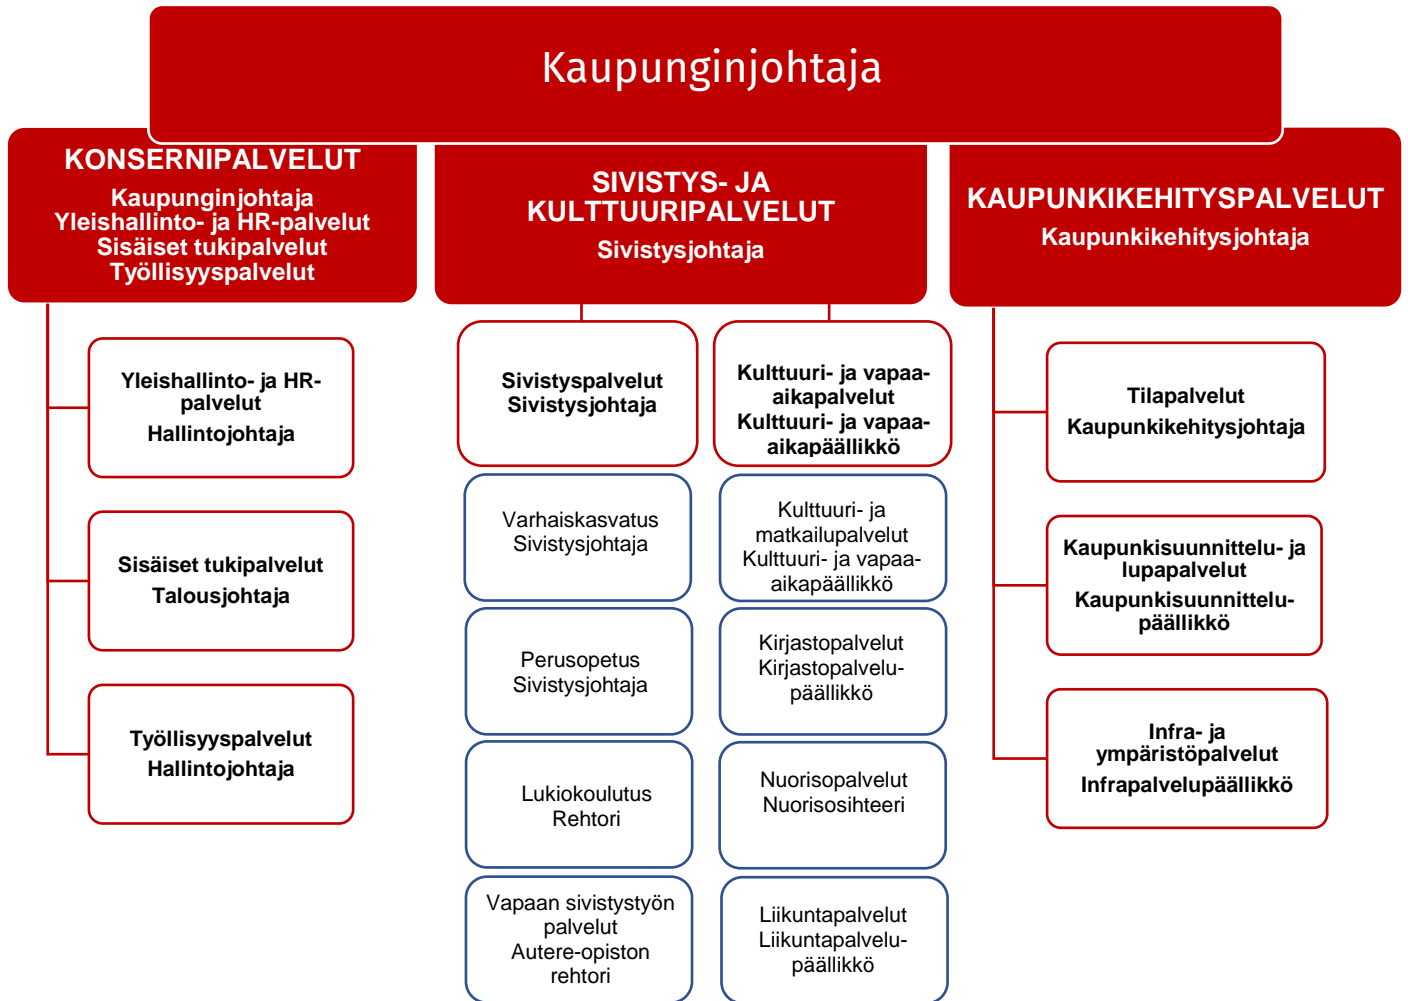 Kaupunginjohtaja
KONSERNIPALVELUT
Kaupunginjohtaja
Yleishallinto- ja HR-palvelut
Sisäiset tukipalvelut
Työllisyyspalvelut
Yleishallinto- ja HR-
palvelut
Hallintojohtaja
Sisäiset tukipalvelut
Talousjohtaja
Työllisyyspalvelut
Hallintojohtaja
SIVISTYS- JA
KULTTUURIPALVELUT
Sivistysjohtaja
Sivistyspalvelut
Sivistysjohtaja
Varhaiskasvatus
Sivistysjohtaja
Perusopetus
Sivistysjohtaja
Lukiokoulutus
Rehtori
Vapaan sivistystyön
palvelut
Autere-opiston
rehtori
Kulttuuri- ja vapaa-
aikapalvelut
Kulttuuri- ja vapaa-
aikapäällikkö
Kulttuuri- ja
matkailupalvelut
Kulttuuri- ja vapaa-
aikapäällikkö
Kirjastopalvelut
Kirjastopalvelu-
päällikkö
Nuorisopalvelut
Nuorisosihteeri
Liikuntapalvelut
Liikuntapalvelu-
päällikkö
KAUPUNKIKEHITYSPALVELUT
Kaupunkikehitysjohtaja
Tilapalvelut
Kaupunkikehitysjohtaja
Kaupunkisuunnittelu- ja
lupapalvelut
Kaupunkisuunnittelu-
päällikkö
Infra- ja
ympäristöpalvelut
Infrapalvelupäällikkö